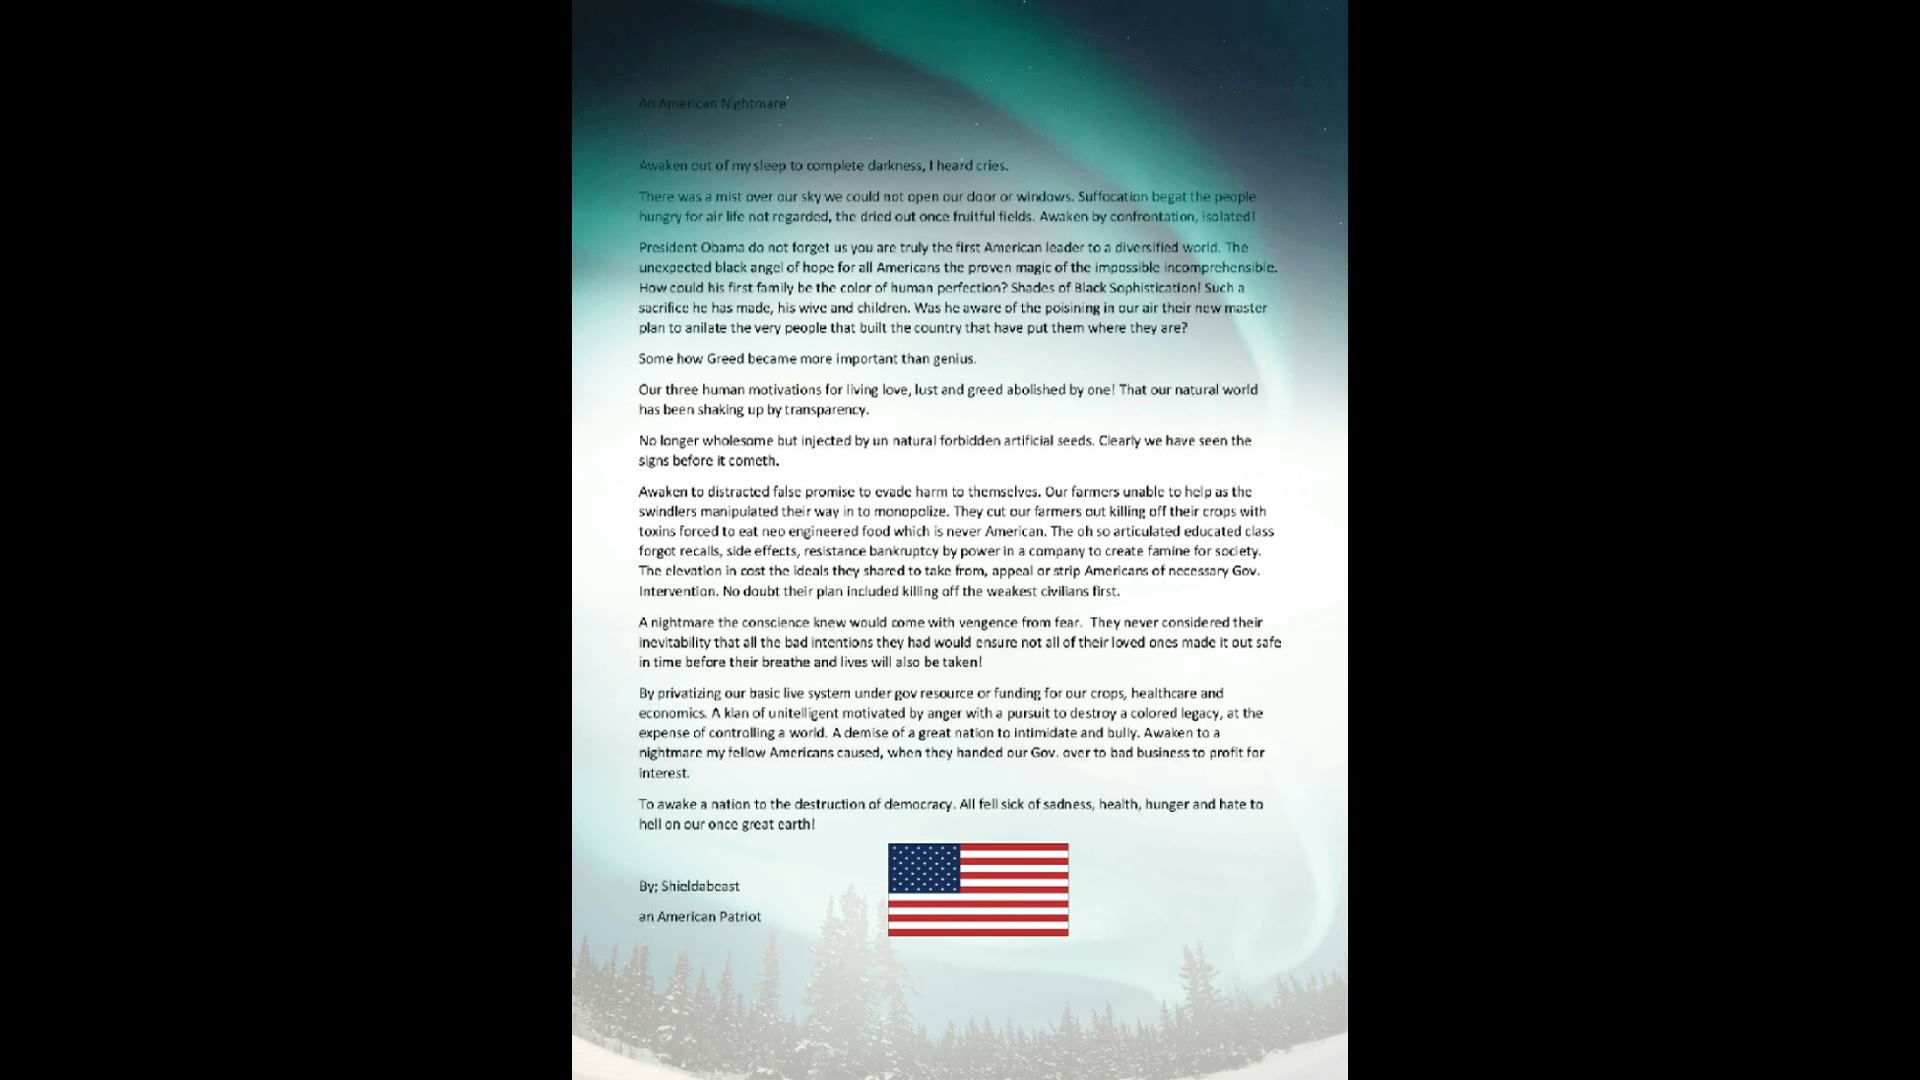 An American Nightmare
Awaken out of my sleep to complete darkness, I heard cries.
There was a mist over our sky we could not open our door or windows. Suffocation begat the people
hungry for air life not regarded, the dried out once fruitful fields. Awaken by confrontation, isolated!
President Obama do not forget us you are truly the first American leader to a diversified world. The
unexpected black angel of hope for all Americans the proven magic of the impossible incomprehensible.
How could his first family be the color of human perfection? Shades of Black Sophistication! Such a
sacrifice he has made, his wive and children. Was he aware of the poisining in our air their new master
plan to anilate the very people that built the country that have put them where they are?
Some how Greed became more important than genius.
Our three human motivations for living love, lust and greed abolished by one! That our natural world
has been shaking up by transparency.
No longer wholesome but injected by un natural forbidden artificial seeds. Clearly we have seen the
signs before it cometh.
Awaken to distracted false promise to evade harm to themselves. Our farmers unable to help as the
swindlers manipulated their way in to monopolize. They cut our farmers out killing off their crops with
toxins forced to eat neo engineered food which is never American. The oh so articulated educated class
forgot recalls, side effects, resistance bankruptcy by power in a company to create famine for society.
The elevation in cost the ideals they shared to take from, appeal or strip Americans of necessary Gov.
Intervention. No doubt their plan included killing off the weakest civilians first.
A nightmare the conscience knew would come with vengence from fear.  They never considered their
inevitability that all the bad intentions they had would ensure not all of their loved ones made it out safe
in time before their breathe and lives will also be taken!
By privatizing our basic live system under gov resource or funding for our crops, healthcare and
economics. A klan of unitelligent motivated by anger with a pursuit to destroy a colored legacy, at the
expense of controlling a world. A demise of a great nation to intimidate and bully. Awaken to a
nightmare my fellow Americans caused, when they handed our Gov. over to bad business to profit for
interest.
To awake a nation to the destruction of democracy. All fell sick of sadness, health, hunger and hate to
hell on our once great earth!
By; Shieldabeast
an American Patriot